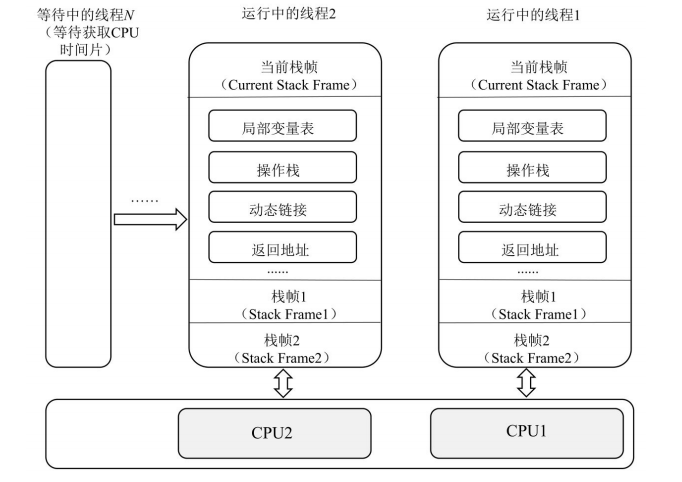 等待中的线程N
（等待获取CPU
时间片）
……
运行中的线程2
当前栈帧
（Current Stack Frame）
局部变量表
操作栈
动态链接
返回地址
……
栈帧1
（Stack Frame1）
栈帧2
（Stack Frame2）
运行中的线程1
当前栈帧
（Current Stack Frame）
局部变量表
操作栈
动态链接
返回地址
……
栈帧1
（Stack Frame1）
栈帧2
（Stack Frame2）
CPU2
CPU1